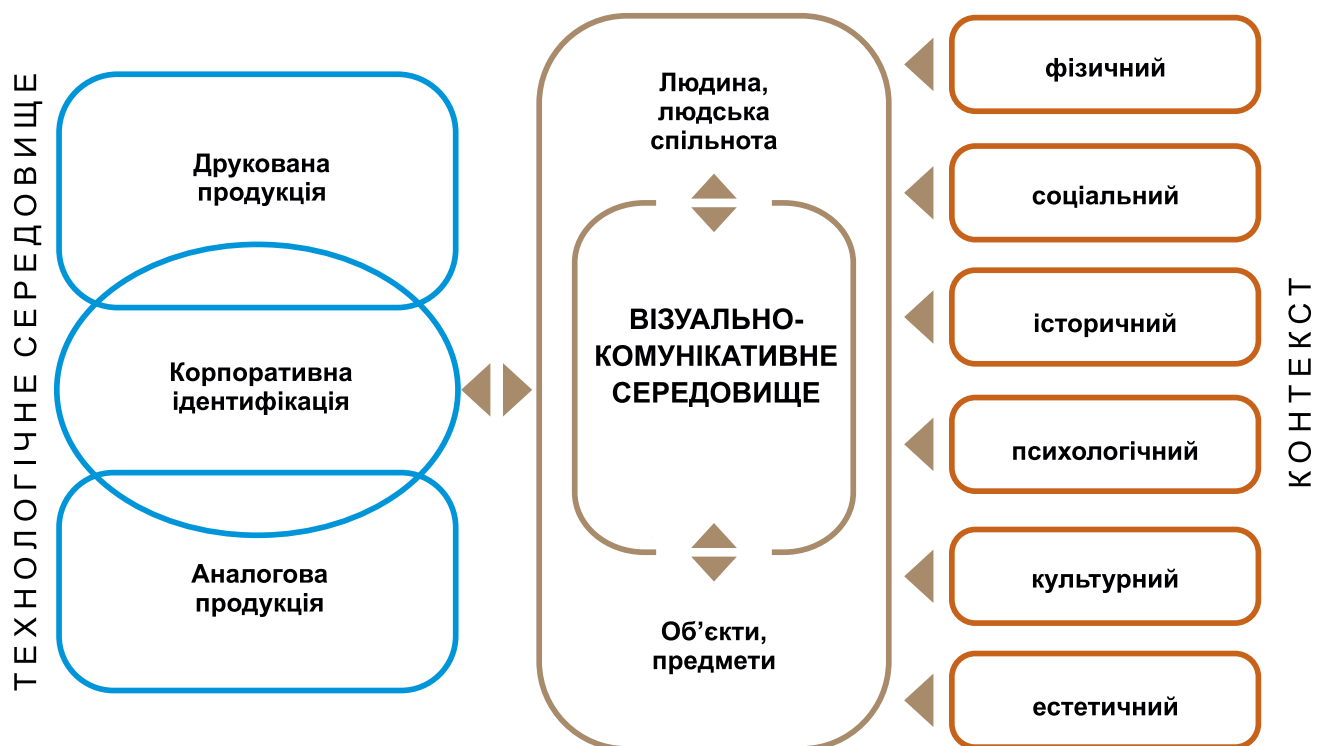 ТЕХНОЛОГІЧНЕ СЕРЕДОВИЩЕ
Друкована
продукція
Корпоративна
ідентифікація
Аналогова
продукція
Людина,
людська
спільнота
ВІЗУАЛЬНО-
КОМУНІКАТИВНЕ
СЕРЕДОВИЩЕ
Об’єкти,
предмети
фізичний
соціальний
історичний
психологічний
культурний
естетичний
КОНТЕКСТ